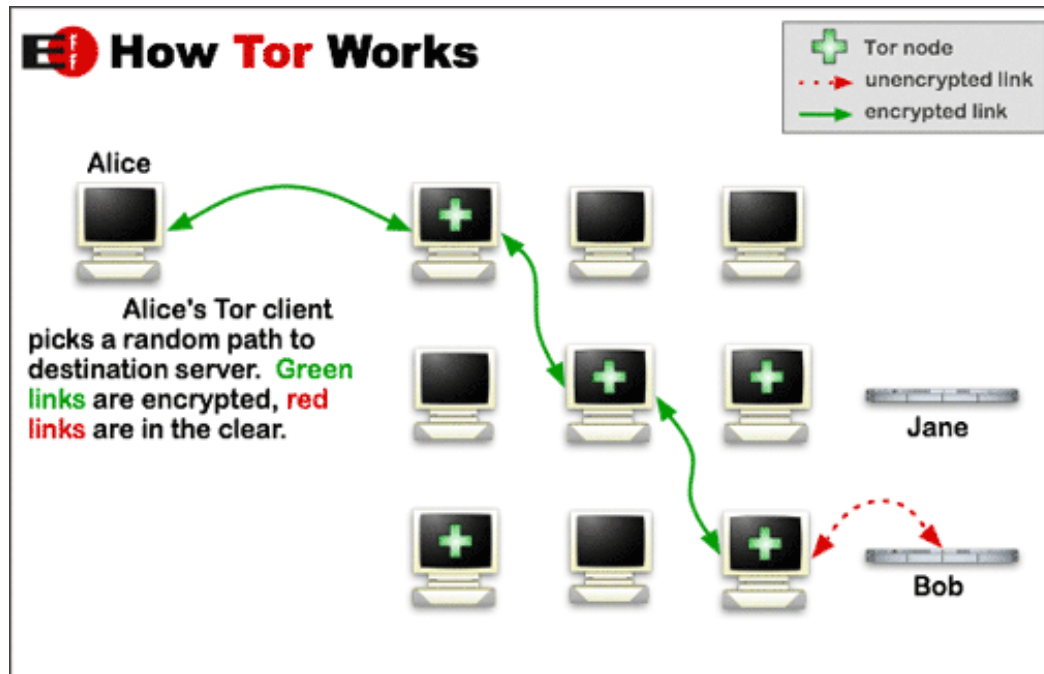 EFF How Tor Works
Tor node
unencrypted link
encrypted link
Alice
Alice's Tor client
picks a random path to
destination server. Green
links are encrypted, red
links are in the clear.
Jane
Bob